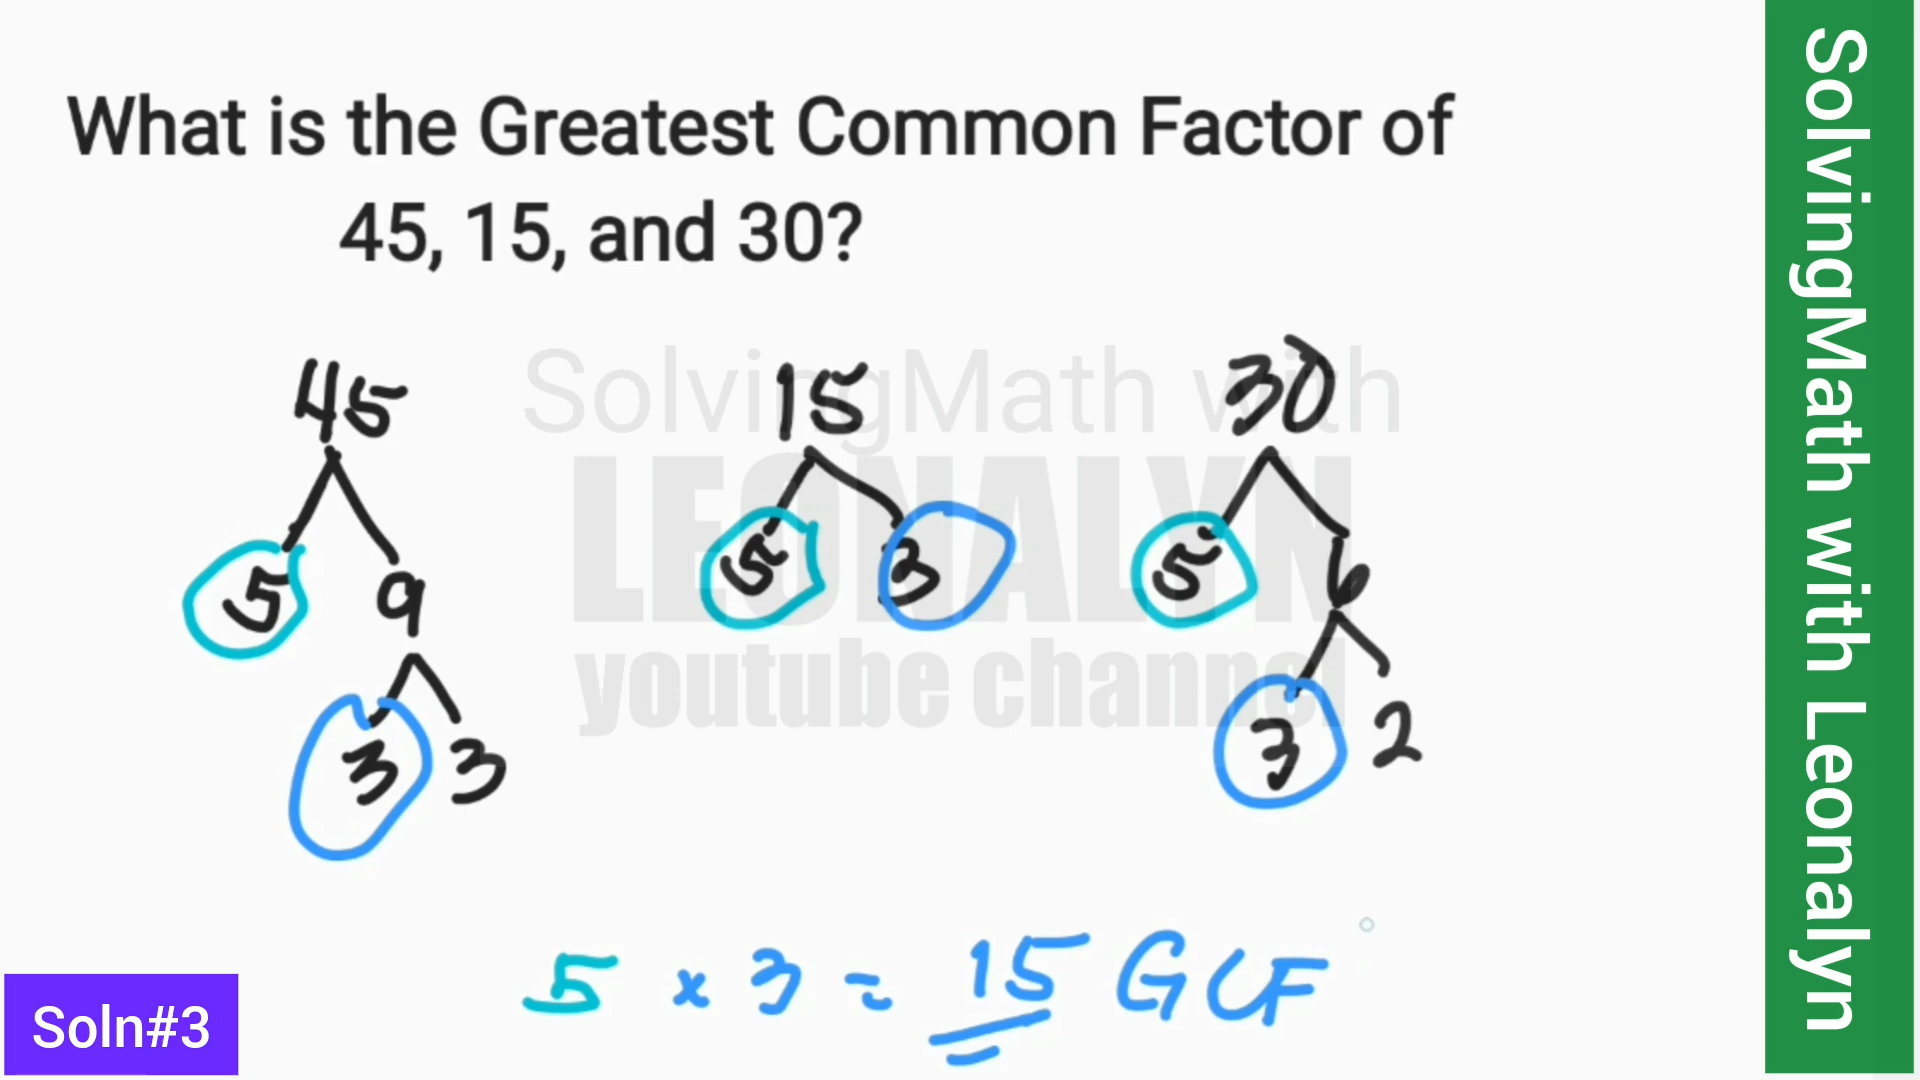 What is the Greatest Common Factor of
45, 15, and 30?
SolvingMath with
LEONALYN
youtube channel
45 15 30
5 9 5 3 5 6
3 3 3 2
5 × 3 = 15 GCF
Soln#3
SolvingMath with Leonalyn